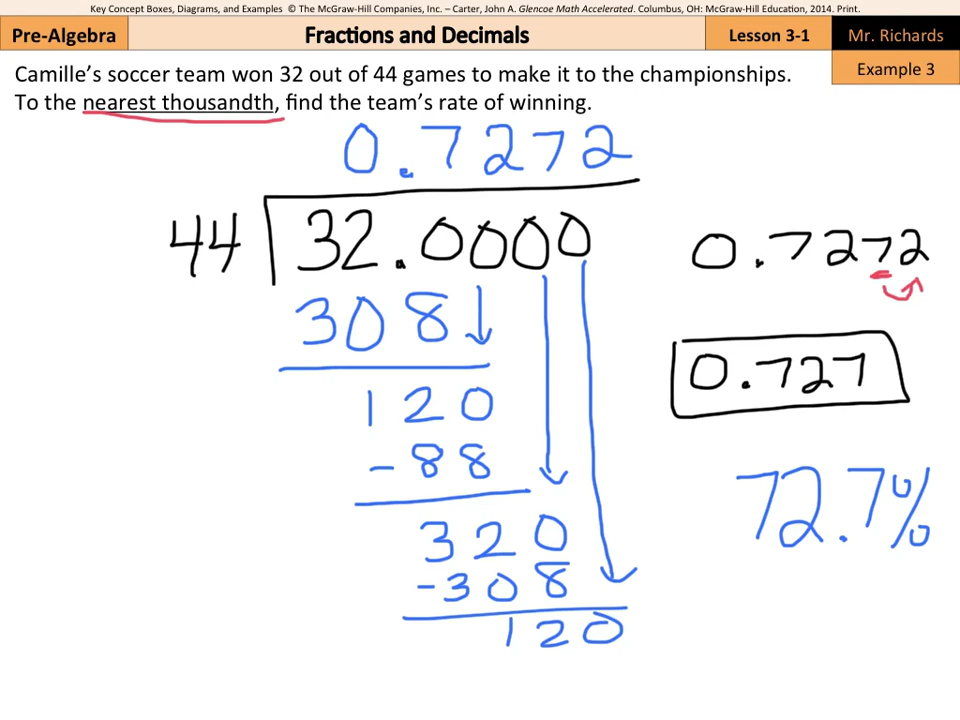 Key Concept Boxes, Diagrams, and Examples © The McGraw-Hill Companies, Inc. – Carter, John A. Glencoe Math Accelerated. Columbus, OH: McGraw-Hill Education, 2014. Print.
Pre-Algebra
Fractions and Decimals
Lesson 3-1
Mr. Richards
Example 3
Camille's soccer team won 32 out of 44 games to make it to the championships.
To the nearest thousandth, find the team's rate of winning.
0.7272
44 32.0000
308
120
-88
320
-308
120
0.7272
0.727
72.7%